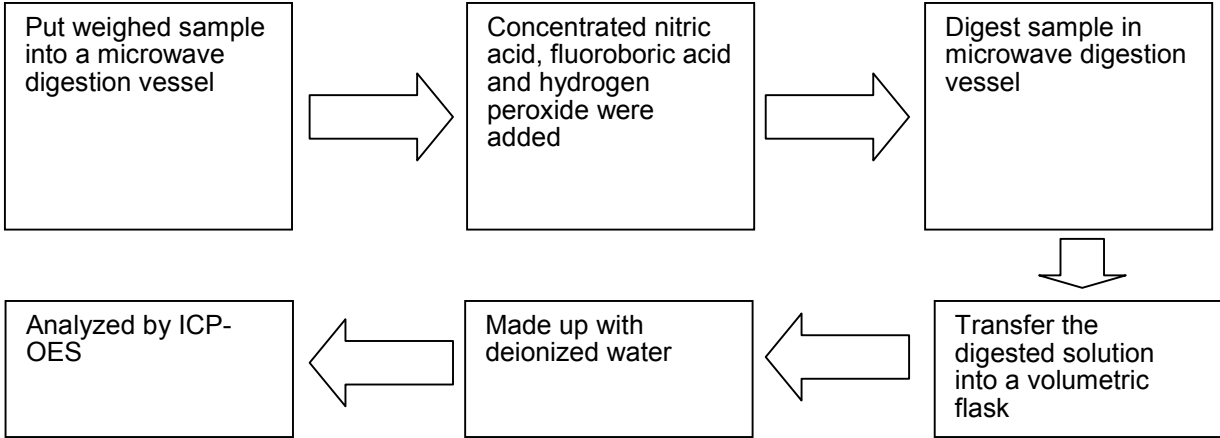 Put weighed sample
into a microwave
digestion vessel
Concentrated nitric
acid, fluoroboric acid
and hydrogen
peroxide were
added
Digest sample in
microwave digestion
vessel
Transfer the
digested solution
into a volumetric
flask
Made up with
deionized water
Analyzed by ICP-
OES